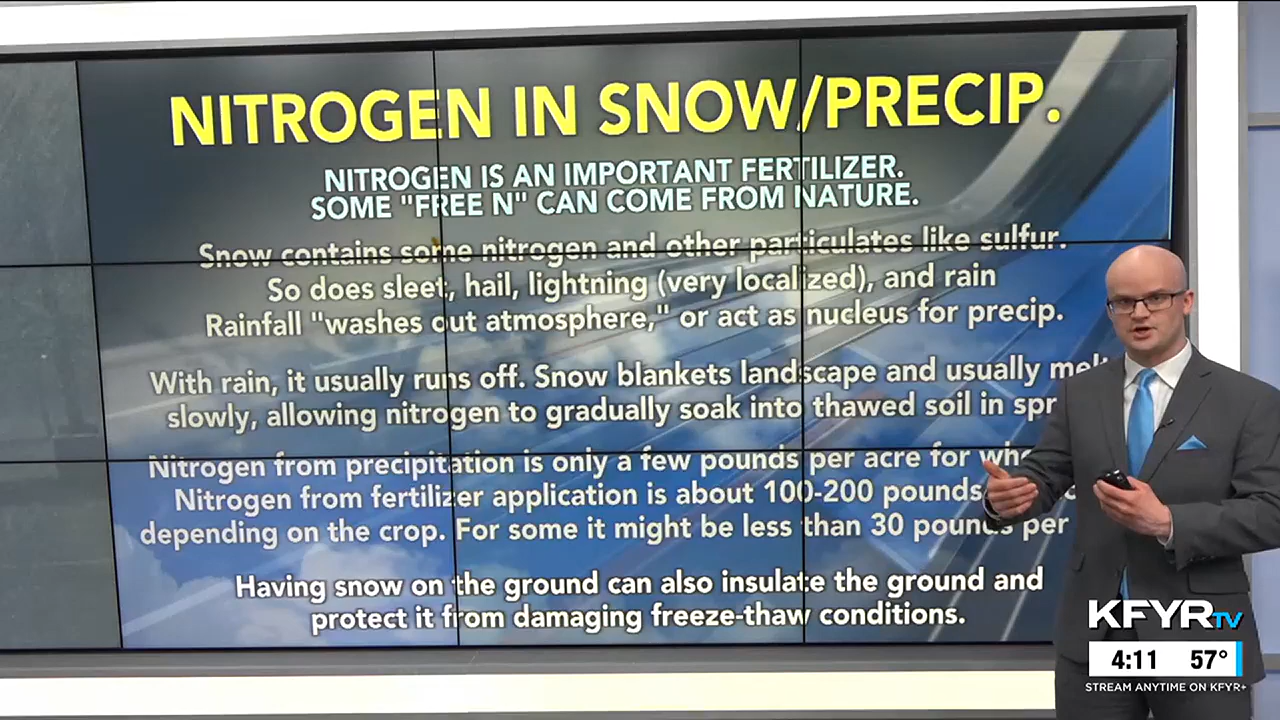 NITROGEN IN SNOW/PRECIP.
NITROGEN IS AN IMPORTANT FERTILIZER.
SOME "FREE N" CAN COME FROM NATURE.
Snow contains some nitrogen and other particulates like sulfur.
So does sleet, hail, lightning (very localized), and rain
Rainfall "washes out atmosphere," or act as nucleus for precip.
With rain, it usually runs off. Snow blankets landscape and usually
slowly, allowing nitrogen to gradually soak into thawed soil in
Nitrogen from precipitation is only a few pounds per acre for
Nitrogen from fertilizer application is about 100-200 pounds
depending on the crop. For some it might be less than 30 pounds per
Having snow on the ground can also insulate the ground and
protect it from damaging freeze-thaw conditions.
KFYR TV
4:11 57°
STREAM ANYTIME ON KFYR+